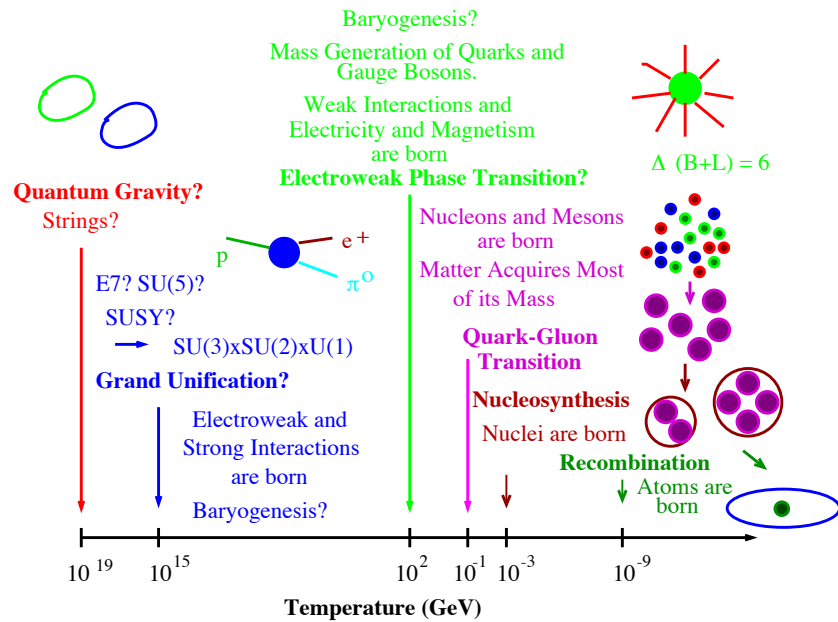 Baryogenesis?
Mass Generation of Quarks and
Gauge Bosons.
Weak Interactions and
Electricity and Magnetism
are born
Electroweak Phase Transition?
Δ (B+L) = 6
Quantum Gravity?
Strings?
p
e+
πo
Nucleons and Mesons
are born
Matter Acquires Most
of its Mass
E7? SU(5)?
SUSY?
SU(3)xSU(2)xU(1)
Grand Unification?
Quark-Gluon
Transition
Electroweak and
Strong Interactions
are born
Baryogenesis?
Nucleosynthesis
Nuclei are born
Recombination
Atoms are
born
10 19
10 15
10 2
10 -1
10 -3
10 -9
Temperature (GeV)